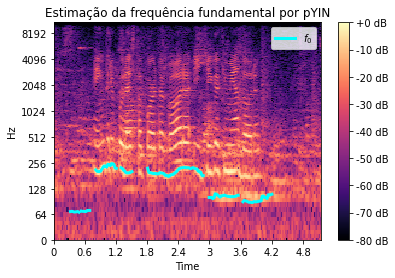 Estimação da frequência fundamental por pYIN
f0
8192
4096
2048
1024
512
256
128
64
0
Hz
0 0.6 1.2 1.8 2.4 3 3.6 4.2 4.8
Time
+0 dB
-10 dB
-20 dB
-30 dB
-40 dB
-50 dB
-60 dB
-70 dB
-80 dB